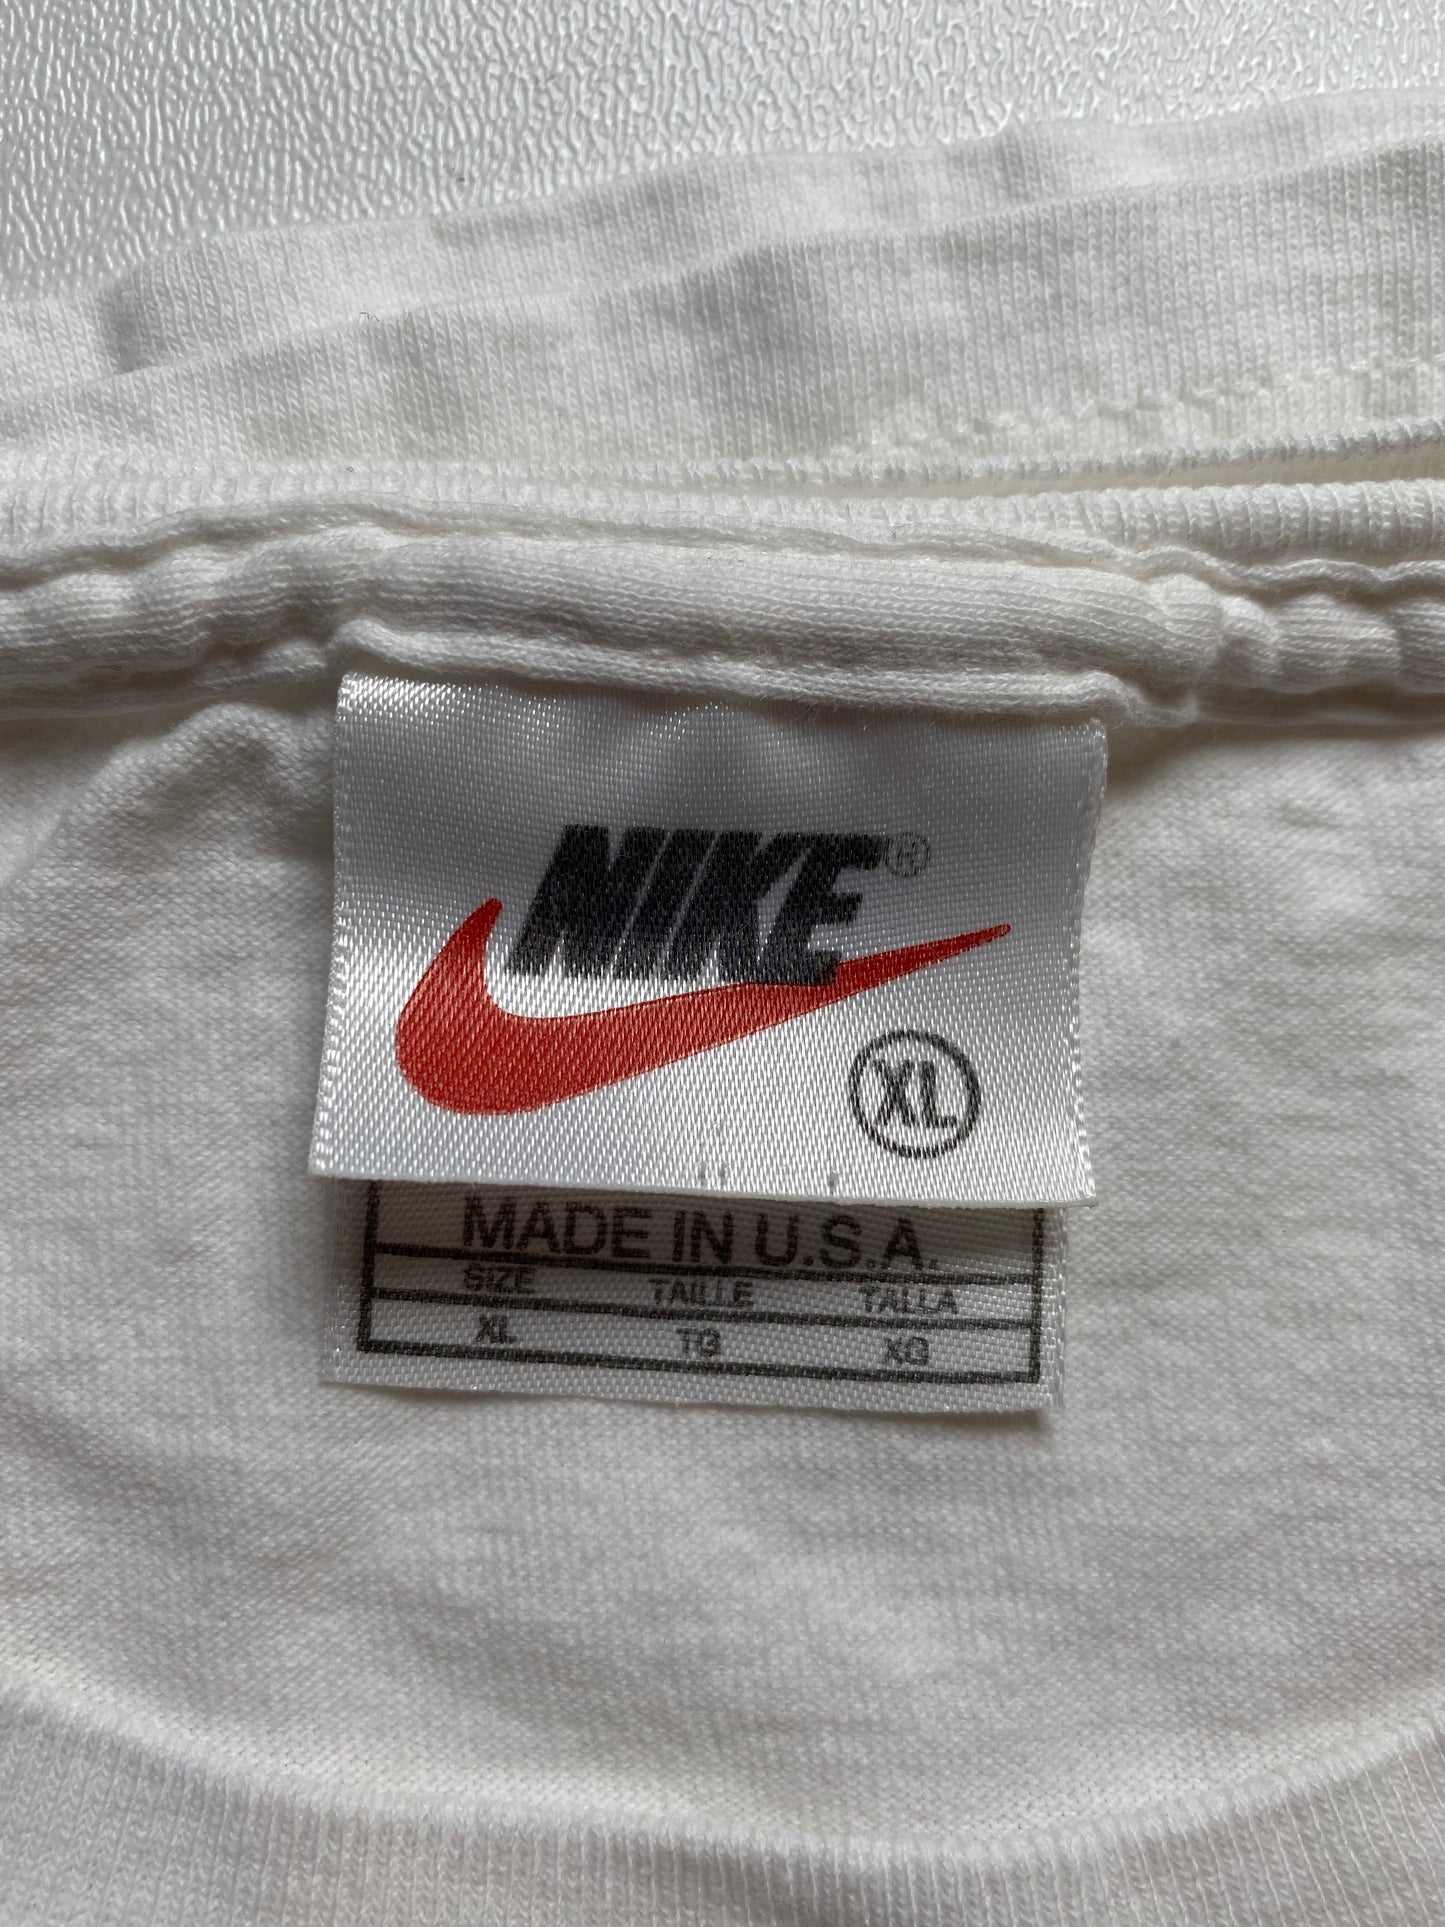 NIKE®
XL
MADE IN U.S.A.
SIZE TAILLE TALLA
XL TG XG